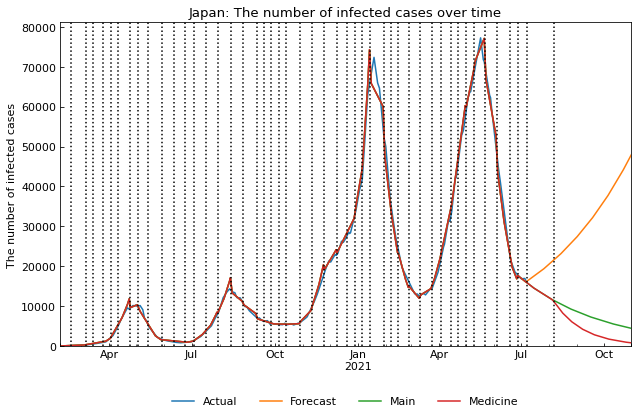 Japan: The number of infected cases over time
The number of infected cases
80000
70000
60000
50000
40000
30000
20000
10000
0
Apr Jul Oct Jan Apr Jul Oct
2021
Actual Forecast Main Medicine